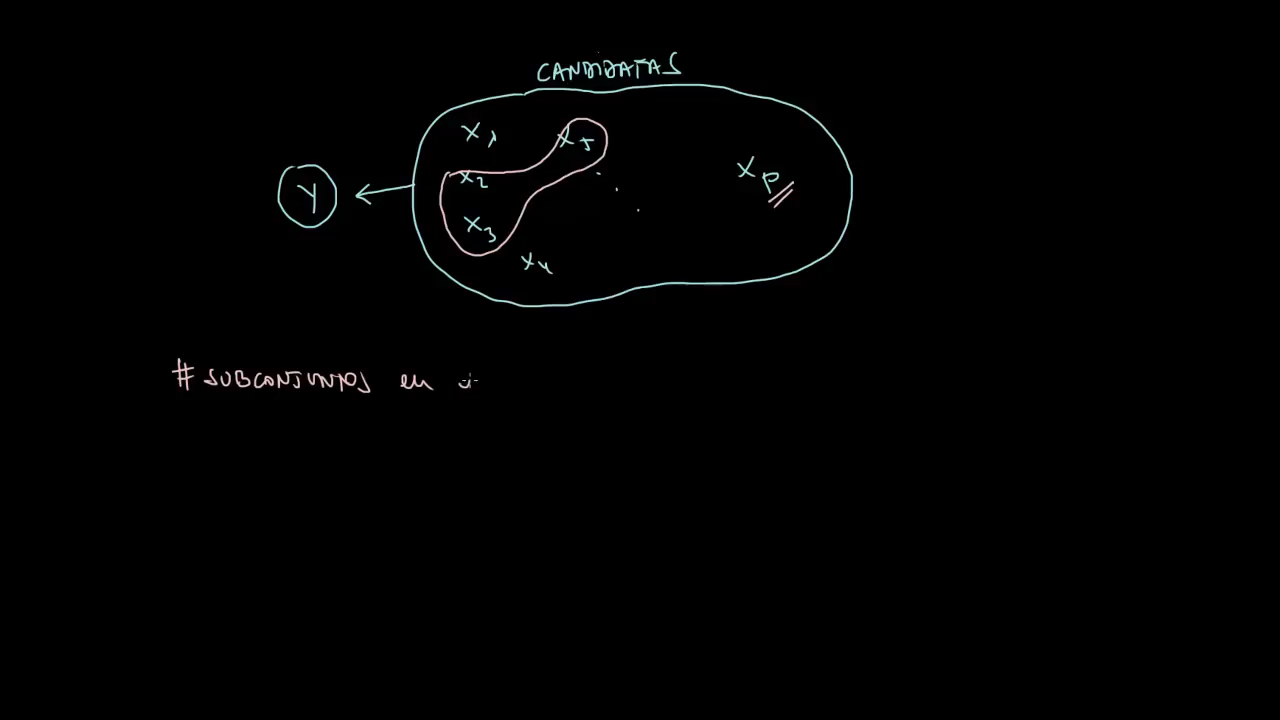 CANDIDATAS
X1 X5
Xp
Y X2
X3
X4
# SUBCONJUNTOS en